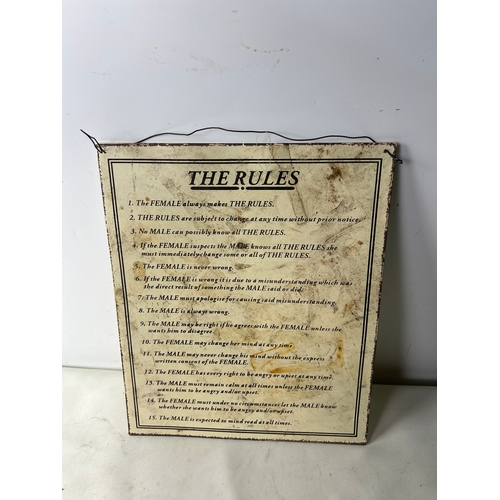 THE RULES
1. The FEMALE always makes THE RULES.
2. THE RULES are subject to change at any time without prior notice.
3. No MALE can possibly know all THE RULES.
4. If the FEMALE suspects the MALE knows all THE RULES she
must immediately change some or all of THE RULES.
5. The FEMALE is never wrong.
6. If the FEMALE is wrong it is due to a misunderstanding which was
the direct result of something the MALE said or did.
7. The MALE must apologise for causing said misunderstanding.
8. The MALE is always wrong.
9. The MALE may be right if he agrees with the FEMALE unless she
wants him to disagree.
10. The FEMALE may change her mind at any time.
11. The MALE may never change his mind without the express
written consent of the FEMALE.
12. The FEMALE has every right to be angry or upset at any time.
13. The MALE must remain calm at all times unless the FEMALE
wants him to be angry and/or upset.
14. The FEMALE must under no circumstances let the MALE know
whether she wants him to be angry and/or upset.
15. The MALE is expected to mind read at all times.